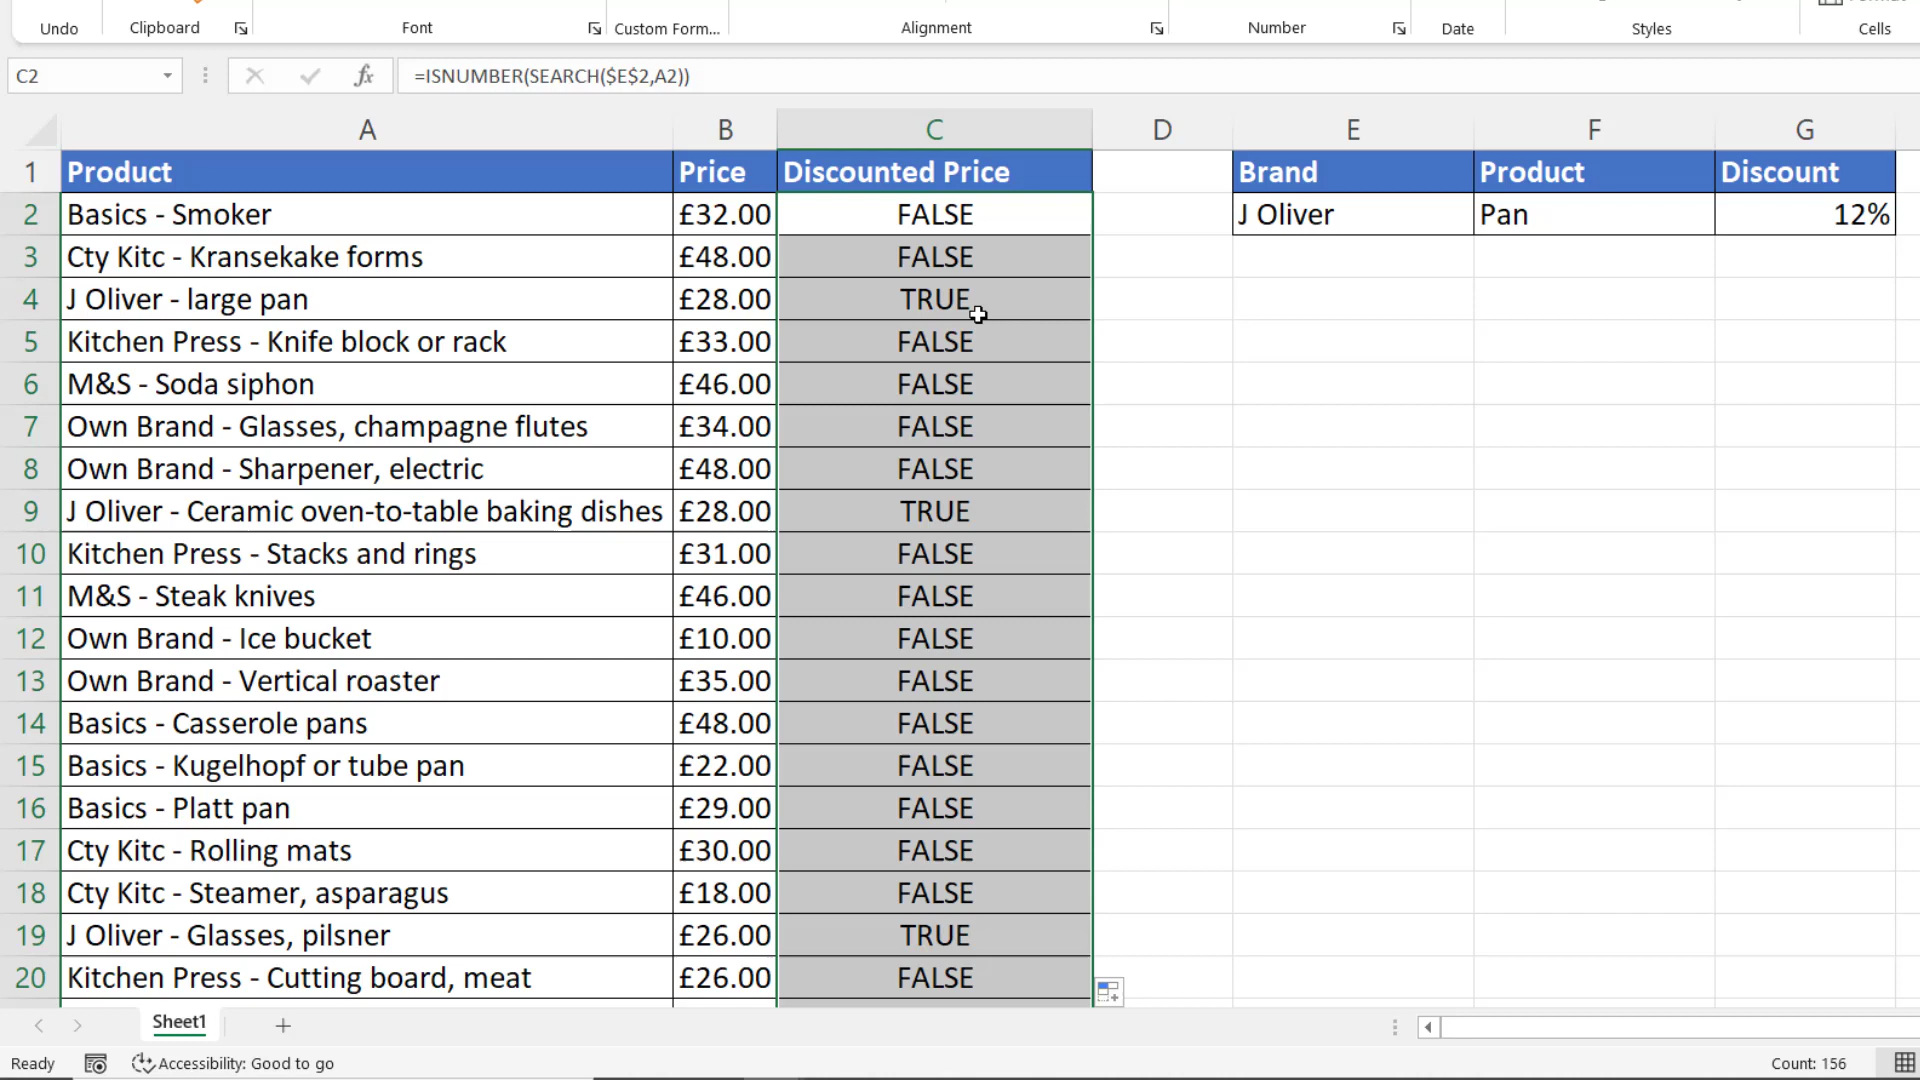 Undo Clipboard Font Custom Form... Alignment Number Date Styles Cells
C2 fx =ISNUMBER(SEARCH($E$2,A2))
A B C D E F G
1 Product Price Discounted Price Brand Product Discount
2 Basics - Smoker £32.00 FALSE J Oliver Pan 12%
3 Cty Kitc - Kransekake forms £48.00 FALSE
4 J Oliver - large pan £28.00 TRUE
5 Kitchen Press - Knife block or rack £33.00 FALSE
6 M&S - Soda siphon £46.00 FALSE
7 Own Brand - Glasses, champagne flutes £34.00 FALSE
8 Own Brand - Sharpener, electric £48.00 FALSE
9 J Oliver - Ceramic oven-to-table baking dishes £28.00 TRUE
10 Kitchen Press - Stacks and rings £31.00 FALSE
11 M&S - Steak knives £46.00 FALSE
12 Own Brand - Ice bucket £10.00 FALSE
13 Own Brand - Vertical roaster £35.00 FALSE
14 Basics - Casserole pans £48.00 FALSE
15 Basics - Kugelhopf or tube pan £22.00 FALSE
16 Basics - Platt pan £29.00 FALSE
17 Cty Kitc - Rolling mats £30.00 FALSE
18 Cty Kitc - Steamer, asparagus £18.00 FALSE
19 J Oliver - Glasses, pilsner £26.00 TRUE
20 Kitchen Press - Cutting board, meat £26.00 FALSE
Sheet1
Ready Accessibility: Good to go Count: 156